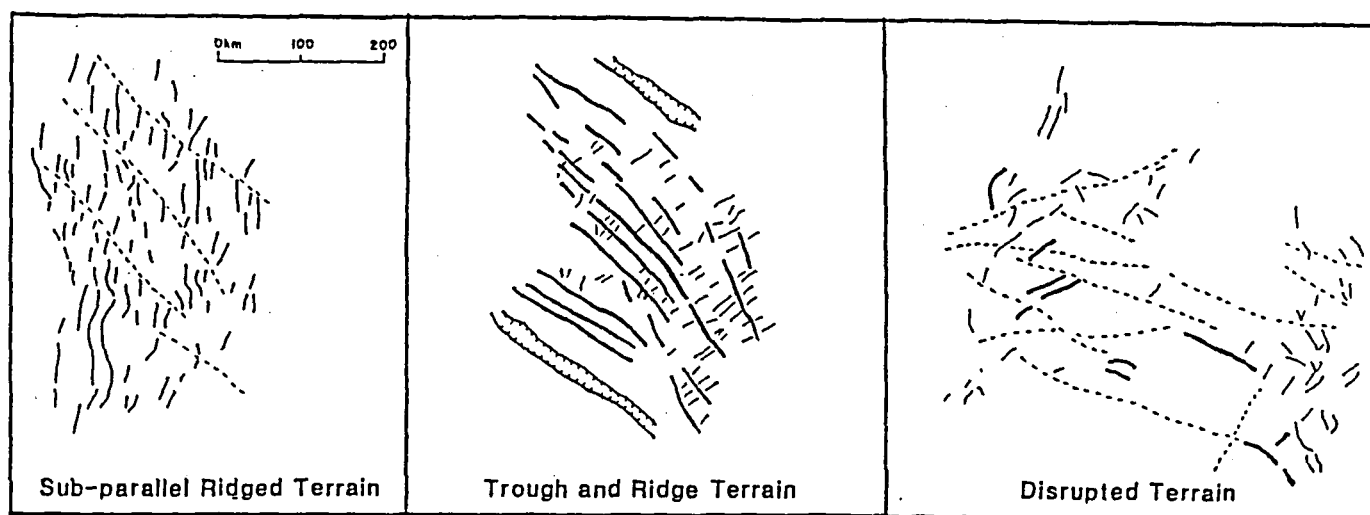 0km 100 200
Sub-parallel Ridged Terrain
Trough and Ridge Terrain
Disrupted Terrain